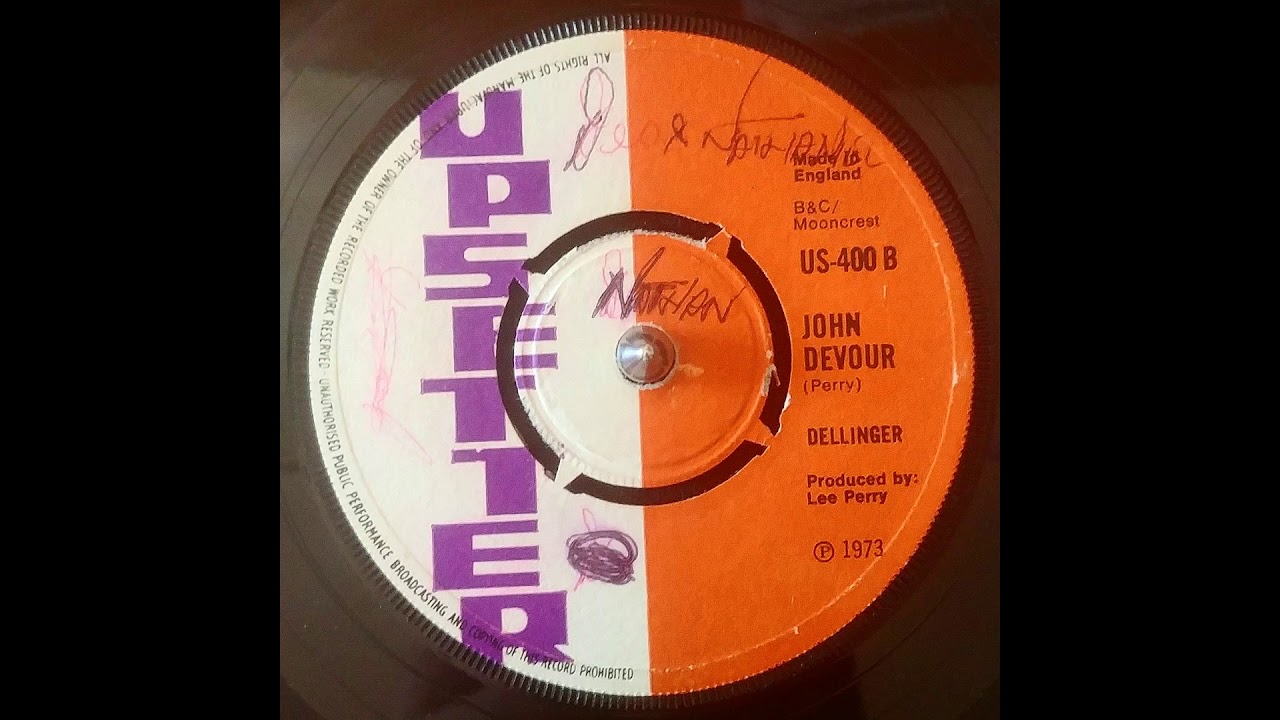 UPSETTER
ALL RIGHTS OF THE MANUFACTURER AND OF THE OWNER OF THE RECORDED WORK RESERVED - UNAUTHORISED PUBLIC PERFORMANCE BROADCASTING AND COPYING OF THIS RECORD PROHIBITED
NATHAN
Made In
England
B&C/
Mooncrest
US-400 B
JOHN
DEVOUR
(Perry)
DELLINGER
Produced by:
Lee Perry
℗ 1973